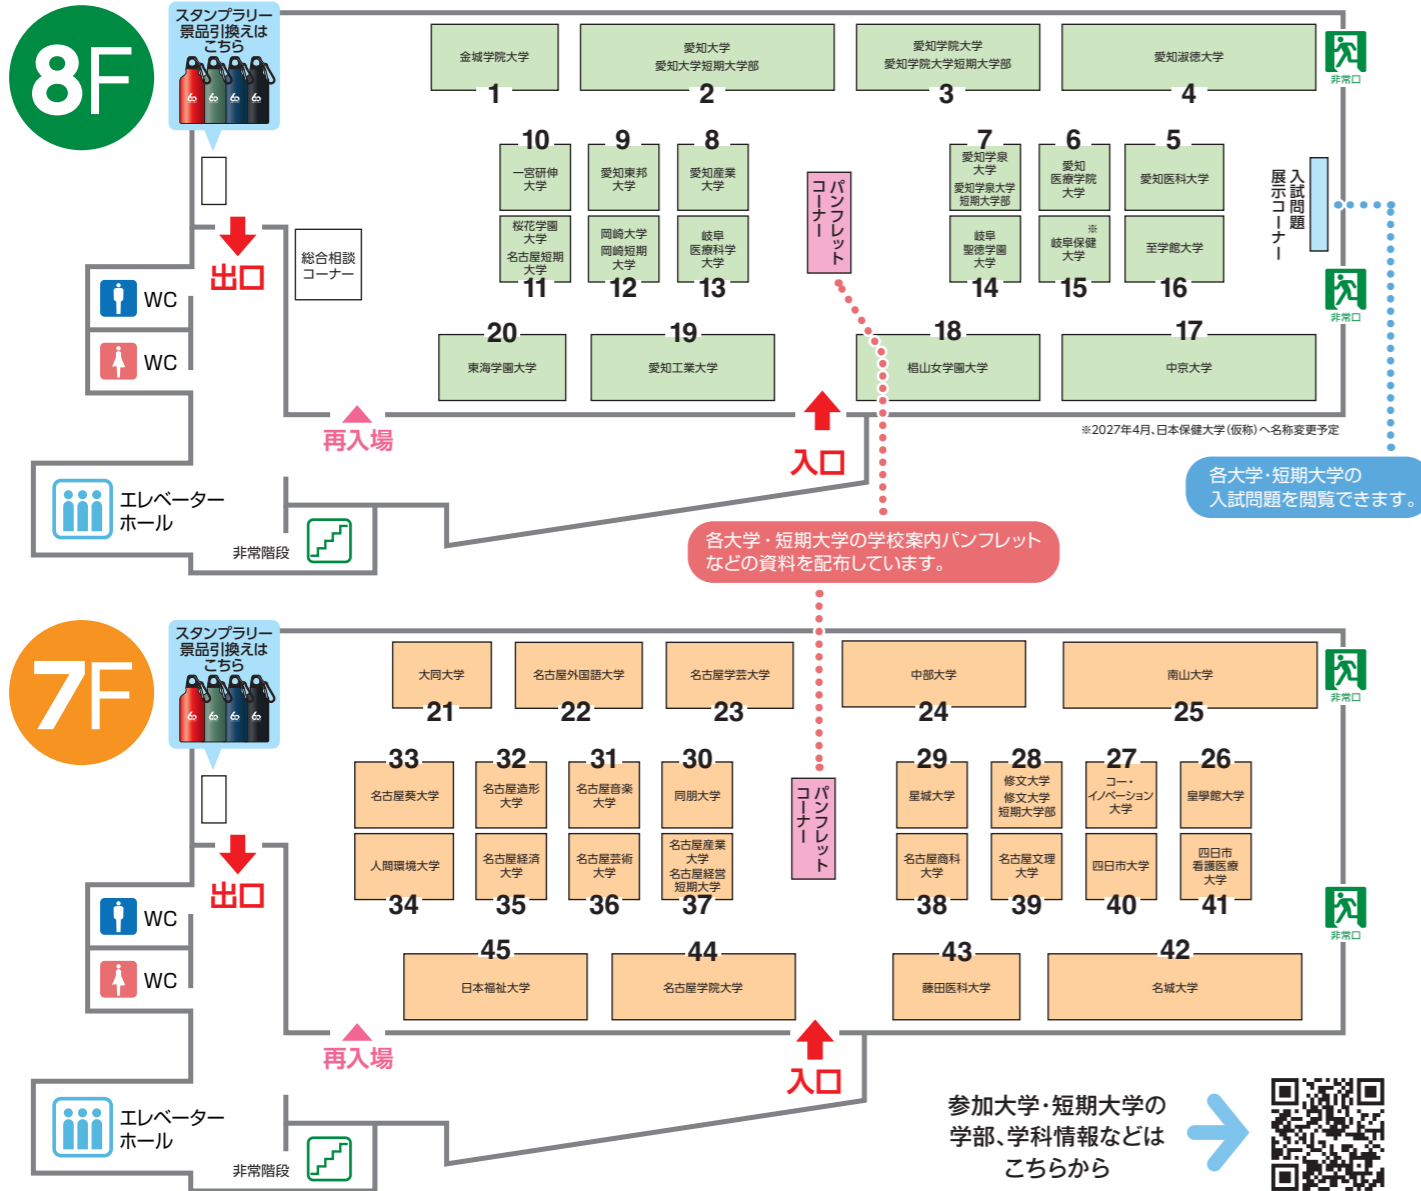 8F
スタンプラリー
景品引換えは
こちら
金城学院大学
1
愛知大学
愛知大学短期大学部
2
愛知学院大学
愛知学院大学短期大学部
3
愛知淑徳大学
4
非常口
10
一宮研伸
大学
9
愛知東邦
大学
8
愛知産業
大学
7
愛知学泉
大学
愛知学泉大学
短期大学部
6
愛知
医療学院
大学
5
愛知医科大学
パンフレット
コーナー
入試問題
展示コーナー
桜花学園
大学
名古屋短期
大学
11
岡崎大学
岡崎短期
大学
12
岐阜
医療科学
大学
13
岐阜
聖徳学園
大学
14
※
岐阜保健
大学
15
至学館大学
16
非常口
出口
総合相談
コーナー
WC
WC
20
東海学園大学
19
愛知工業大学
18
椙山女学園大学
17
中京大学
再入場
入口
※2027年4月、日本保健大学(仮称)へ名称変更予定
エレベーター
ホール
非常階段
各大学・短期大学の
入試問題を閲覧できます。
各大学・短期大学の学校案内パンフレット
などの資料を配布しています。
7F
スタンプラリー
景品引換えは
こちら
大同大学
21
名古屋外国語大学
22
名古屋学芸大学
23
中部大学
24
南山大学
25
非常口
33
名古屋葵大学
32
名古屋造形
大学
31
名古屋音楽
大学
30
同朋大学
29
星城大学
28
修文大学
修文大学
短期大学部
27
コー・
イノベーション
大学
26
皇學館大学
パンフレット
コーナー
人間環境大学
34
名古屋経済
大学
35
名古屋芸術
大学
36
名古屋産業
大学
名古屋経営
短期大学
37
名古屋商科
大学
38
名古屋文理
大学
39
四日市大学
40
四日市
看護医療
大学
41
非常口
出口
WC
WC
45
日本福祉大学
44
名古屋学院大学
43
藤田医科大学
42
名城大学
再入場
入口
エレベーター
ホール
非常階段
参加大学・短期大学の
学部、学科情報などは
こちらから